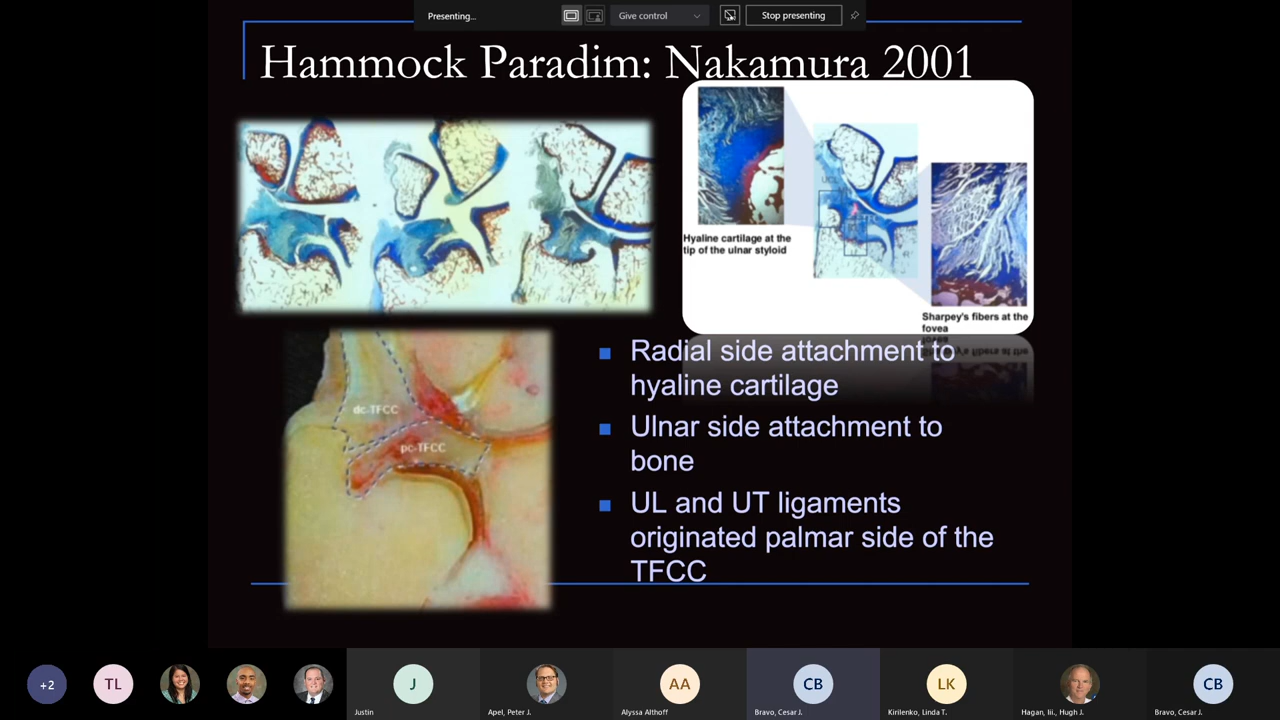 Presenting...
Give control
Stop presenting
Hammock Paradim: Nakamura 2001
UCL
TFC
Hyaline cartilage at the
tip of the ulnar styloid
Sharpey's fibers at the
fovea
dc-TFCC
pc-TFCC
Radial side attachment to
hyaline cartilage
Ulnar side attachment to
bone
UL and UT ligaments
originated palmar side of the
TFCC
+2
TL
J
AA
CB
LK
CB
Justin
Apel, Peter J.
Alyssa Althoff
Bravo, Cesar J.
Kirilenko, Linda T.
Hagan, Iii., Hugh J.
Bravo, Cesar J.